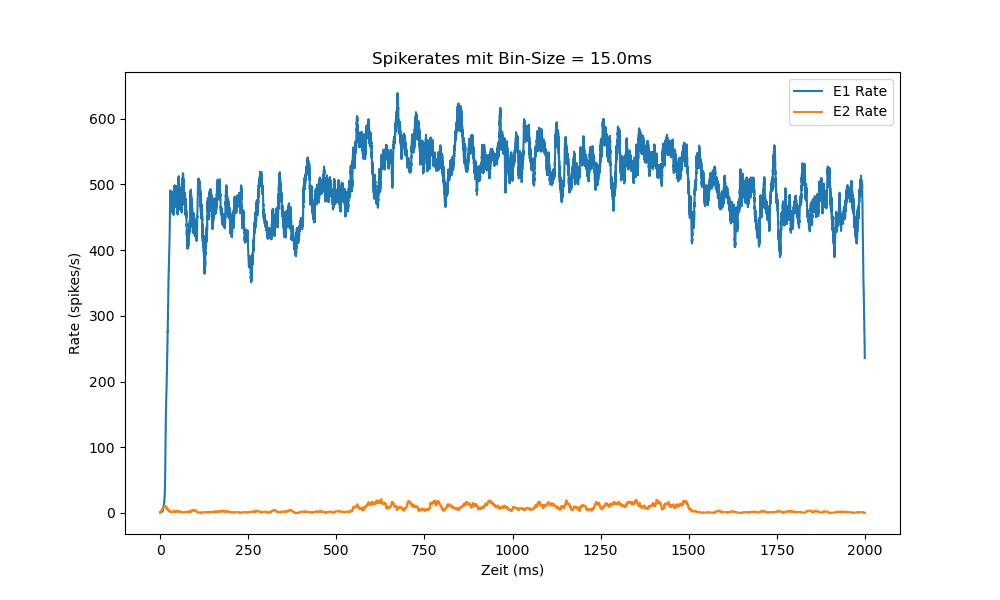 Spikerates mit Bin-Size = 15.0ms
E1 Rate
E2 Rate
600
500
400
300
200
100
0
Rate (spikes/s)
0 250 500 750 1000 1250 1500 1750 2000
Zeit (ms)